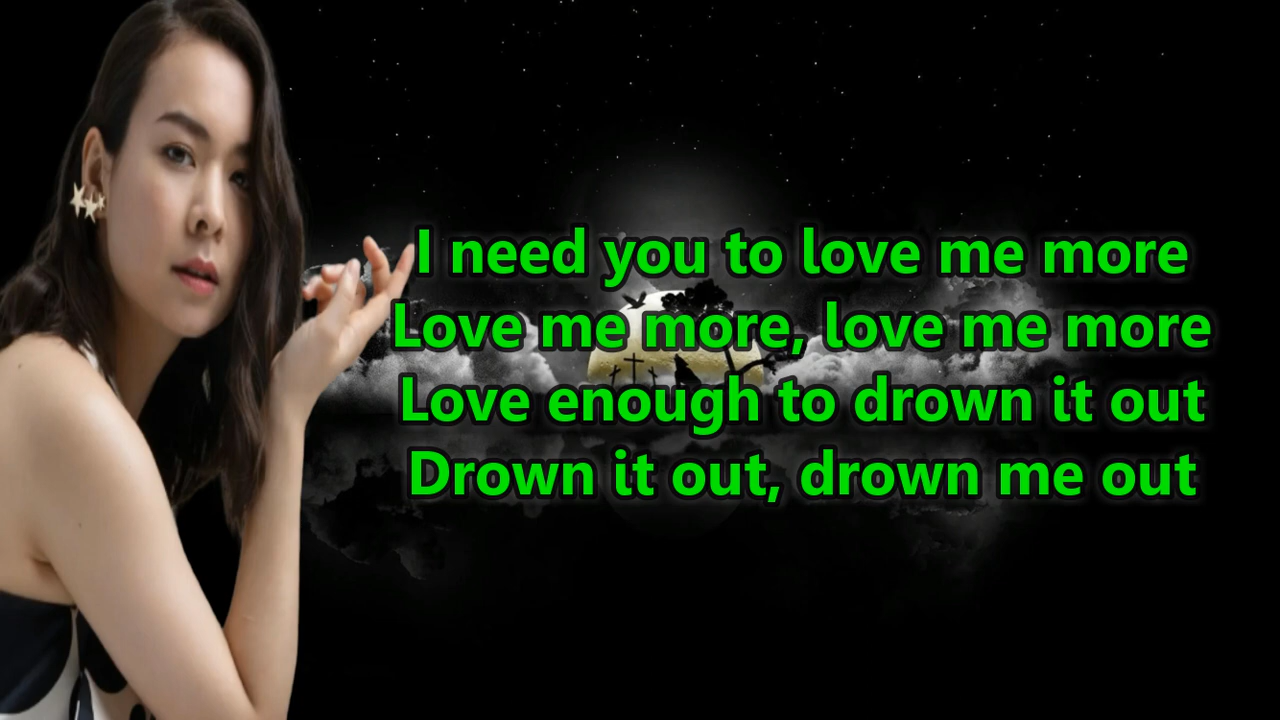 I need you to love me more
Love me more, love me more
Love enough to drown it out
Drown it out, drown me out